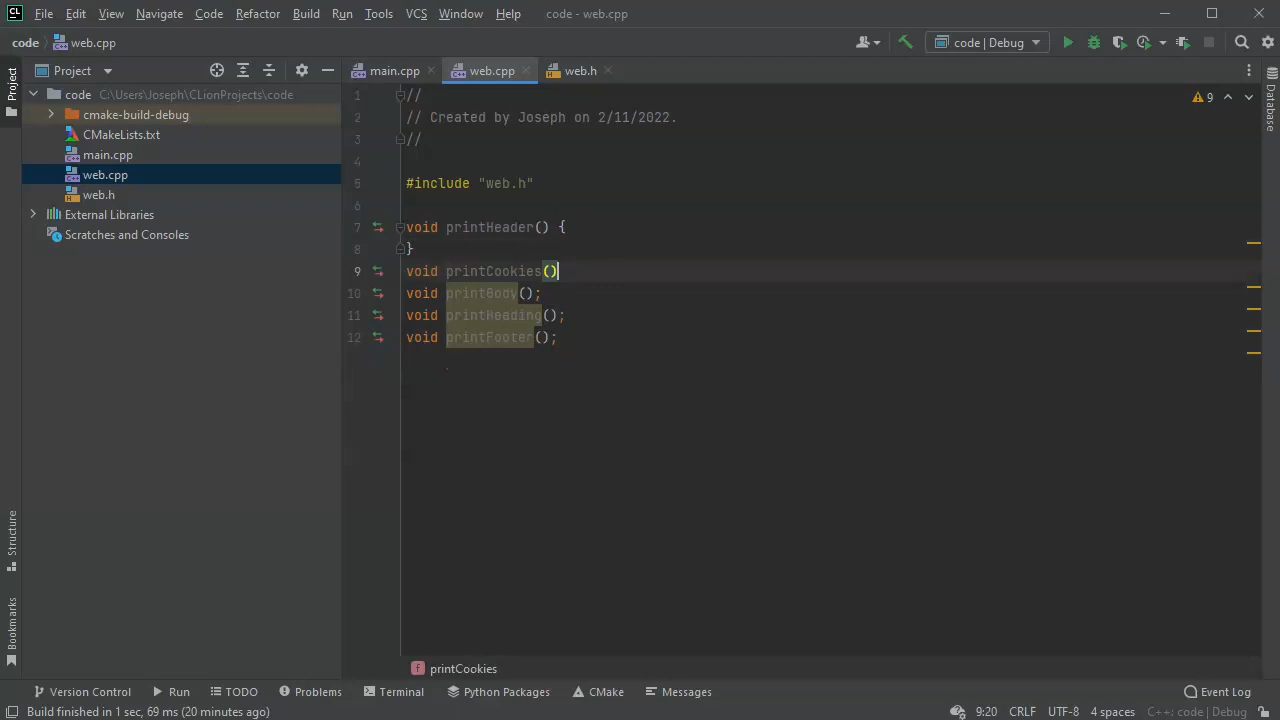 CL File Edit View Navigate Code Refactor Build Run Tools VCS Window Help code - web.cpp
code web.cpp code | Debug
Project main.cpp web.cpp web.h
Project
code C:\Users\Joseph\CLionProjects\code
cmake-build-debug
CMakeLists.txt
main.cpp
web.cpp
web.h
External Libraries
Scratches and Consoles
Structure
Bookmarks
1 //
2 // Created by Joseph on 2/11/2022.
3 //
4
5 #include "web.h"
6
7 void printHeader() {
8 }
9 void printCookies()
10 void printBody();
11 void printHeading();
12 void printFooter();
9
Database
f printCookies
Version Control Run TODO Problems Terminal Python Packages CMake Messages Event Log
Build finished in 1 sec, 69 ms (20 minutes ago) 9:20 CRLF UTF-8 4 spaces C++: code | Debug